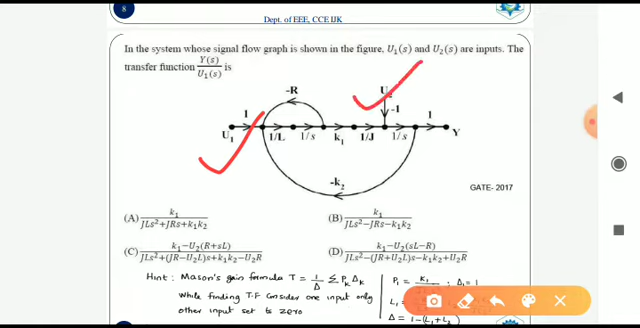 8
Dept. of EEE, CCE IJK
In the system whose signal flow graph is shown in the figure, U₁(s) and U₂(s) are inputs. The
transfer function Y(s)/U₁(s) is
-R
U
1
-1
1
U₁
1/L
1/s
k₁
1/J
1/s
Y
-k₂
GATE- 2017
(A) k₁/(JLs²+JRs+k₁k₂)
(B) k₁/(JLs²-JRs-k₁k₂)
(C) (k₁-U₂(R+sL))/(JLs²+(JR-U₂L)s+k₁k₂-U₂R)
(D) (k₁-U₂(sL-R))/(JLs²-(JR+U₂L)s-k₁k₂+U₂R)
Hint: Mason's gain formula T = 1/Δ Σ P_K Δ_K
While finding T.F consider one input only
other input set to zero
P₁ = K₁ ; Δ₁ = 1
L₁
Δ = 1-(L₁+L₂)